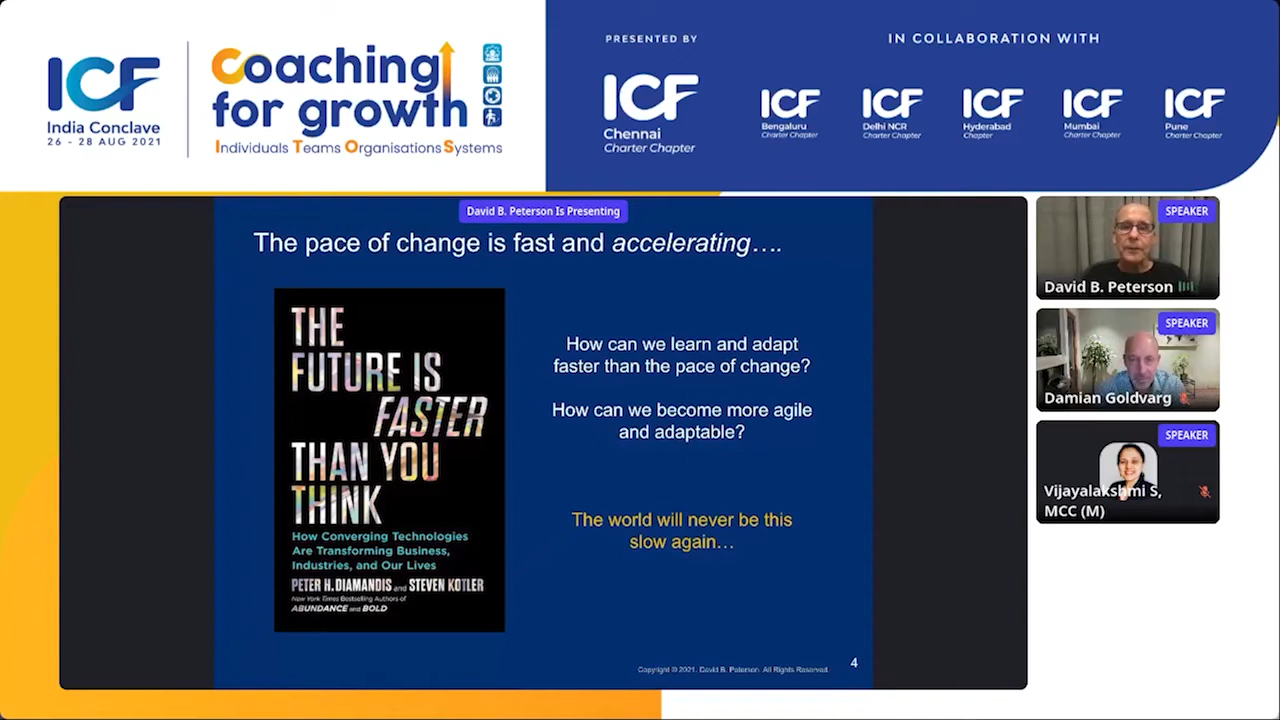 ICF
India Conclave
26 - 28 AUG 2021
Coaching
for growth
Individuals Teams Organisations Systems
PRESENTED BY
ICF
Chennai
Charter Chapter
IN COLLABORATION WITH
ICF
Bengaluru
Charter Chapter
ICF
Delhi NCR
Charter Chapter
ICF
Hyderabad
Chapter
ICF
Mumbai
Charter Chapter
ICF
Pune
Charter Chapter
David B. Peterson Is Presenting
The pace of change is fast and accelerating….
THE
FUTURE IS
FASTER
THAN YOU
THINK
How Converging Technologies
Are Transforming Business,
Industries, and Our Lives
PETER H. DIAMANDIS and STEVEN KOTLER
New York Times Bestselling Authors of
ABUNDANCE and BOLD
How can we learn and adapt
faster than the pace of change?
How can we become more agile
and adaptable?
The world will never be this
slow again…
Copyright © 2021. David B. Peterson. All Rights Reserved.
4
SPEAKER
David B. Peterson
SPEAKER
Damian Goldvarg
SPEAKER
Vijayalakshmi S,
MCC (M)